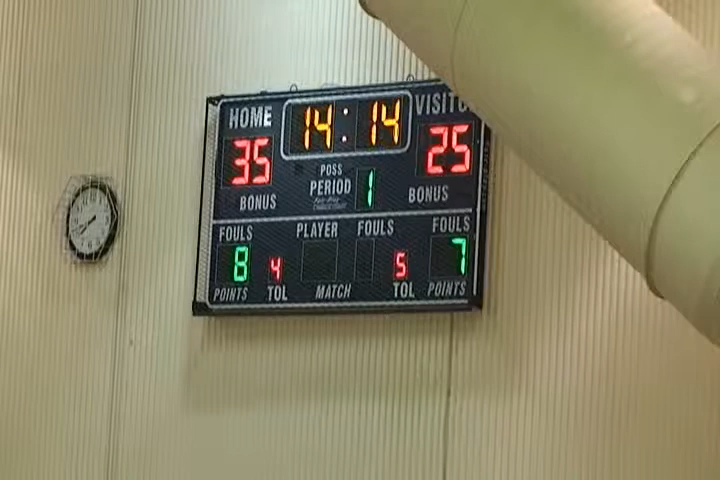 HOME 14:14 VISITO
35 25
POSS
PERIOD 1
BONUS BONUS
FOULS PLAYER FOULS FOULS
8 4 5 7
POINTS TOL MATCH TOL POINTS